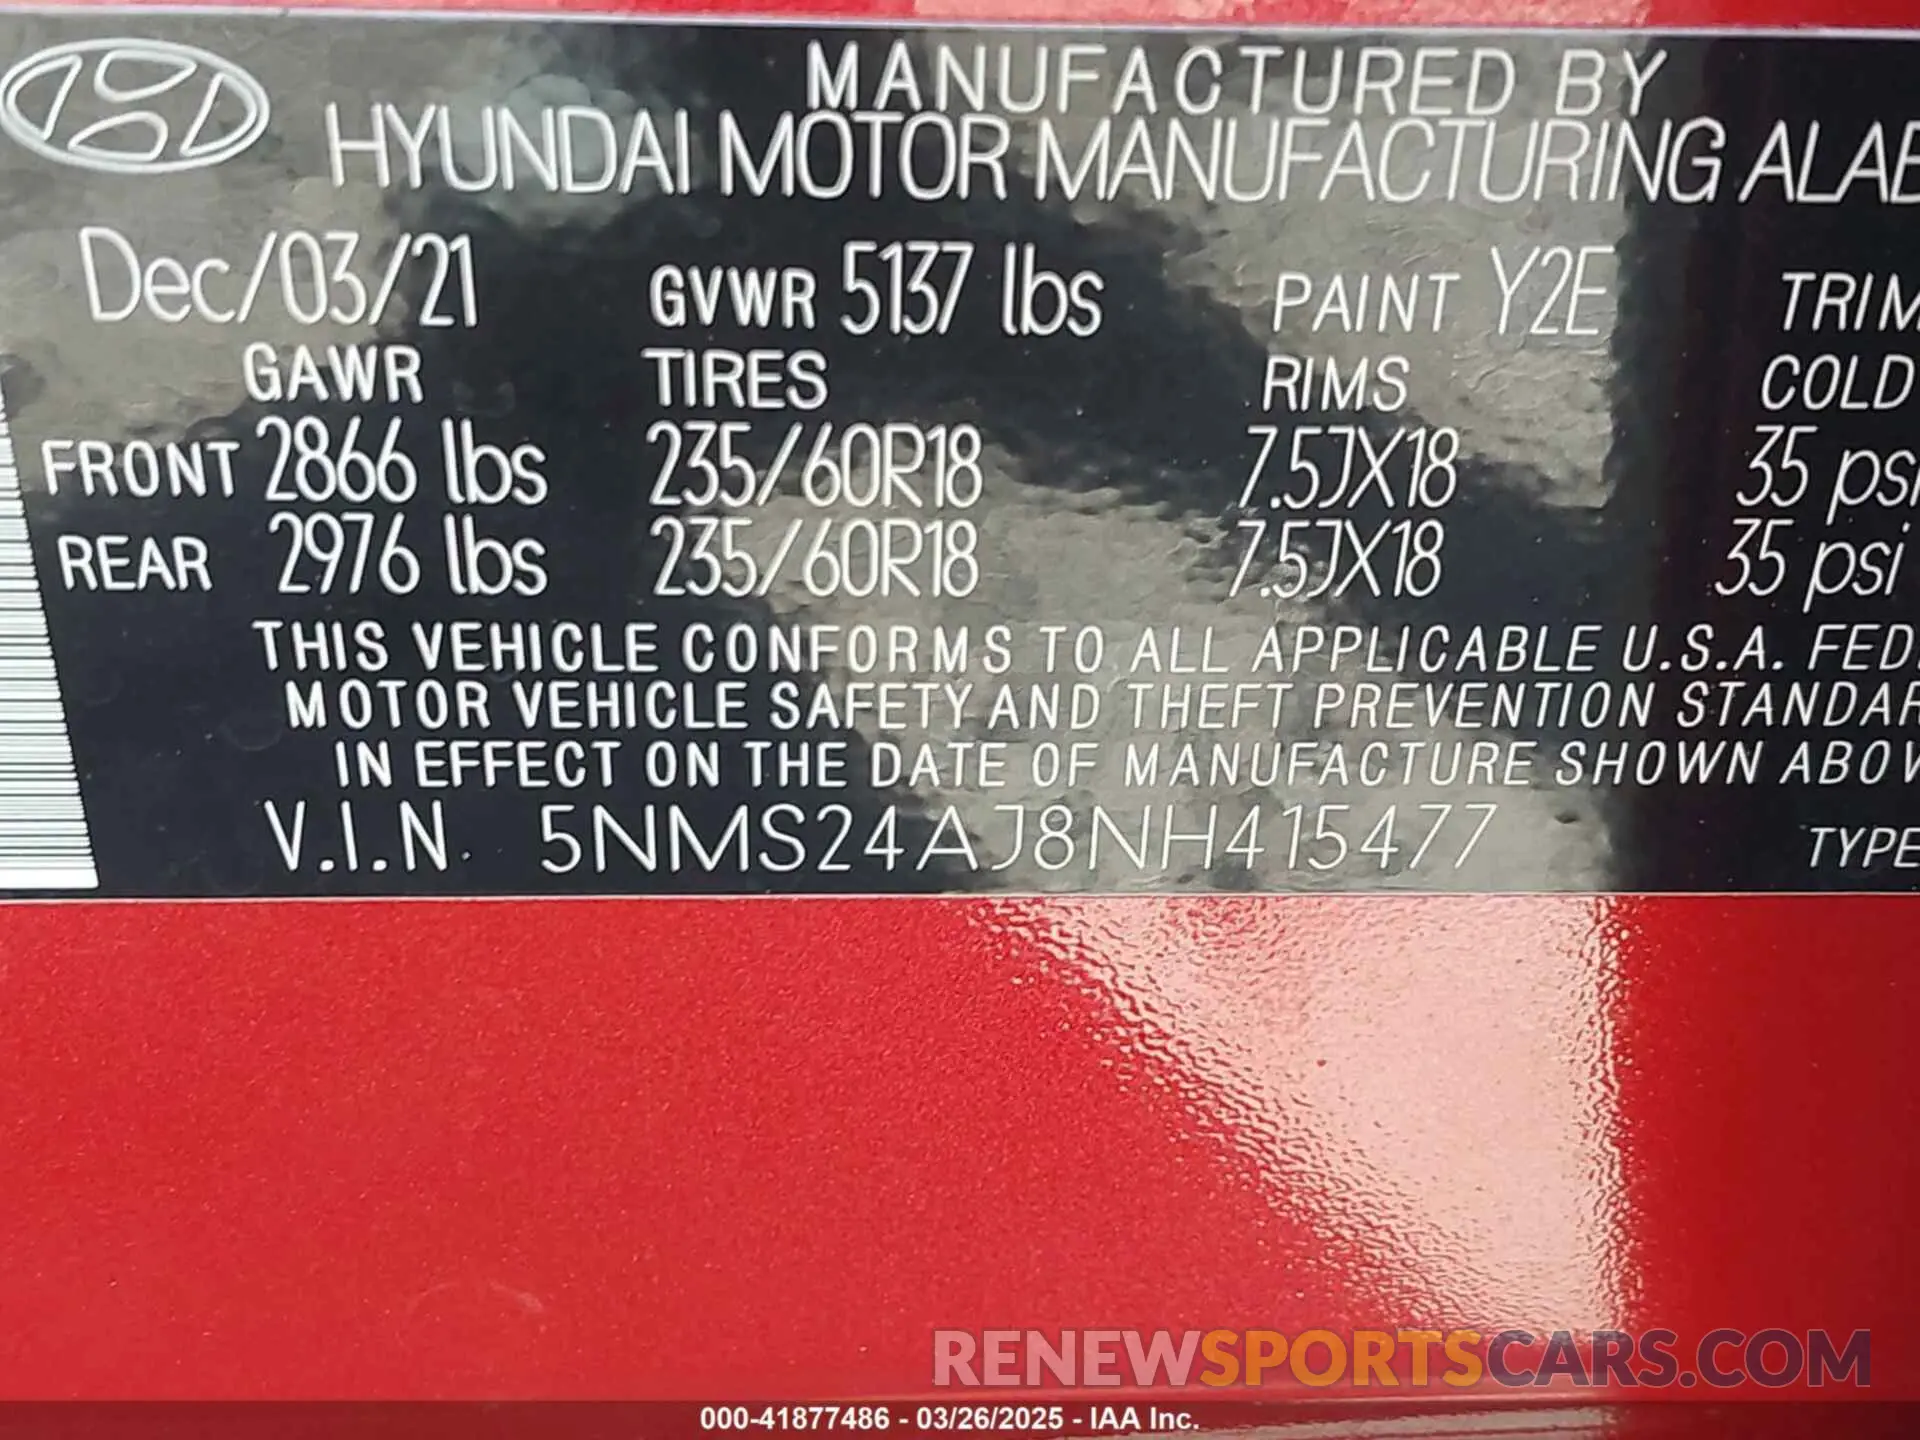 MANUFACTURED BY
HYUNDAI MOTOR MANUFACTURING ALAB
Dec/03/21 GVWR 5137 lbs PAINT Y2E TRIM
GAWR TIRES RIMS COLD
FRONT 2866 lbs 235/60R18 7.5JX18 35 psi
REAR 2976 lbs 235/60R18 7.5JX18 35 psi
THIS VEHICLE CONFORMS TO ALL APPLICABLE U.S.A. FED
MOTOR VEHICLE SAFETY AND THEFT PREVENTION STANDAR
IN EFFECT ON THE DATE OF MANUFACTURE SHOWN ABOV
V.I.N. 5NMS24AJ8NH415477 TYPE
RENEWSPORTSCARS.COM
000-41877486 - 03/26/2025 - IAA Inc.